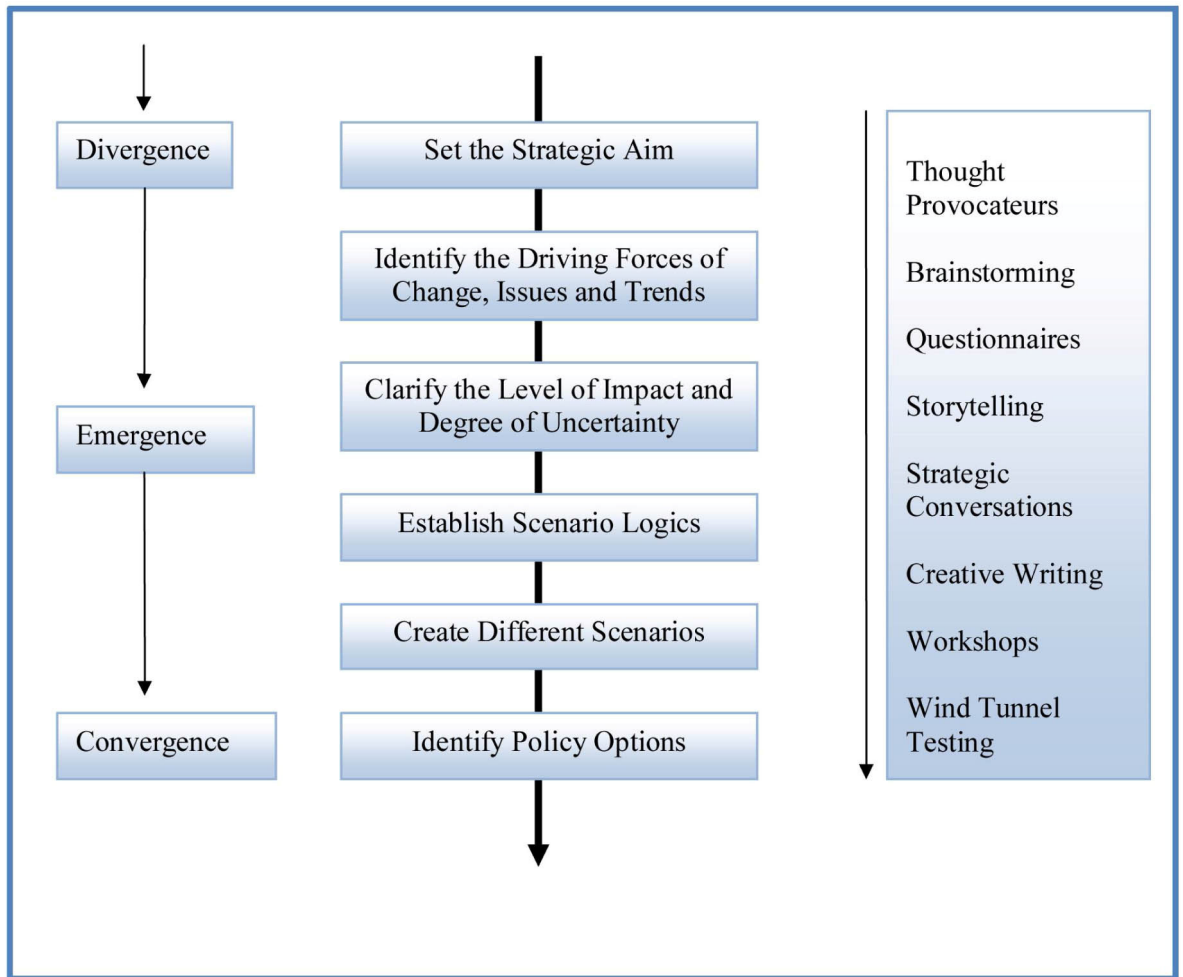 Divergence
Emergence
Convergence
Set the Strategic Aim
Identify the Driving Forces of
Change, Issues and Trends
Clarify the Level of Impact and
Degree of Uncertainty
Establish Scenario Logics
Create Different Scenarios
Identify Policy Options
Thought
Provocateurs
Brainstorming
Questionnaires
Storytelling
Strategic
Conversations
Creative Writing
Workshops
Wind Tunnel
Testing